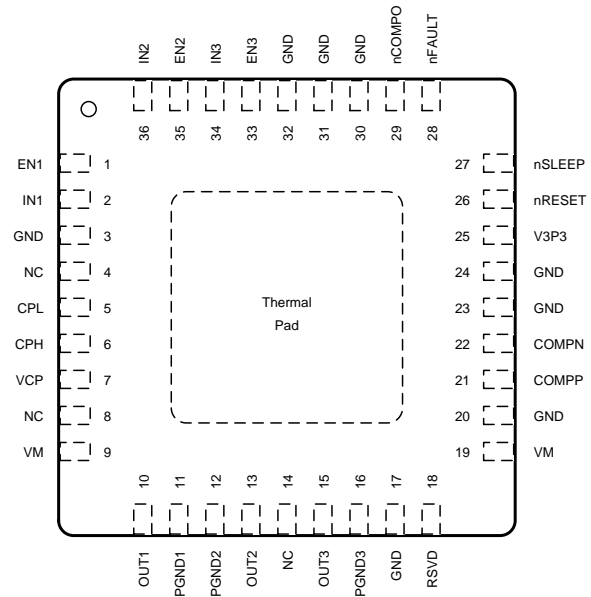 IN2
EN2
IN3
EN3
GND
GND
GND
nCOMPO
nFAULT
36
35
34
33
32
31
30
29
28
EN1 1
IN1 2
GND 3
NC 4
CPL 5
CPH 6
VCP 7
NC 8
VM 9
27 nSLEEP
26 nRESET
25 V3P3
24 GND
23 GND
22 COMPN
21 COMPP
20 GND
19 VM
Thermal
Pad
10
11
12
13
14
15
16
17
18
OUT1
PGND1
PGND2
OUT2
NC
OUT3
PGND3
GND
RSVD